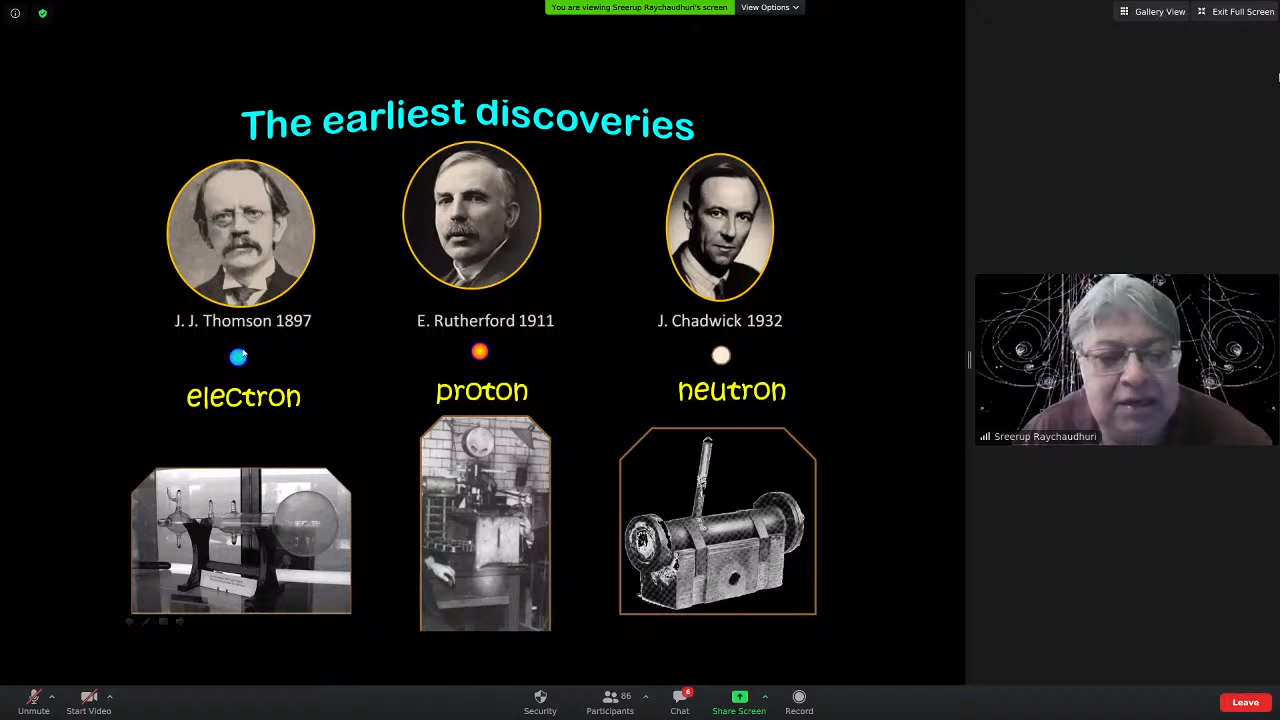 You are viewing Sreerup Raychaudhuri's screen
View Options
Gallery View
Exit Full Screen
The earliest discoveries
J. J. Thomson 1897
E. Rutherford 1911
J. Chadwick 1932
electron
proton
neutron
Sreerup Raychaudhuri
Unmute
Start Video
Security
86
Participants
6
Chat
Share Screen
Record
Leave